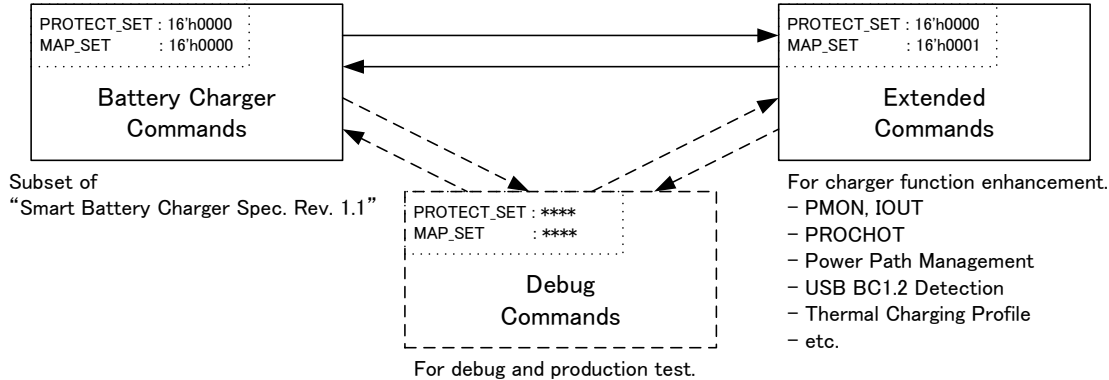 PROTECT_SET : 16'h0000
MAP_SET : 16'h0000
Battery Charger
Commands
Subset of
“Smart Battery Charger Spec. Rev. 1.1”
PROTECT_SET : 16'h0000
MAP_SET : 16'h0001
Extended
Commands
For charger function enhancement.
- PMON, IOUT
- PROCHOT
- Power Path Management
- USB BC1.2 Detection
- Thermal Charging Profile
- etc.
PROTECT_SET : ****
MAP_SET : ****
Debug
Commands
For debug and production test.